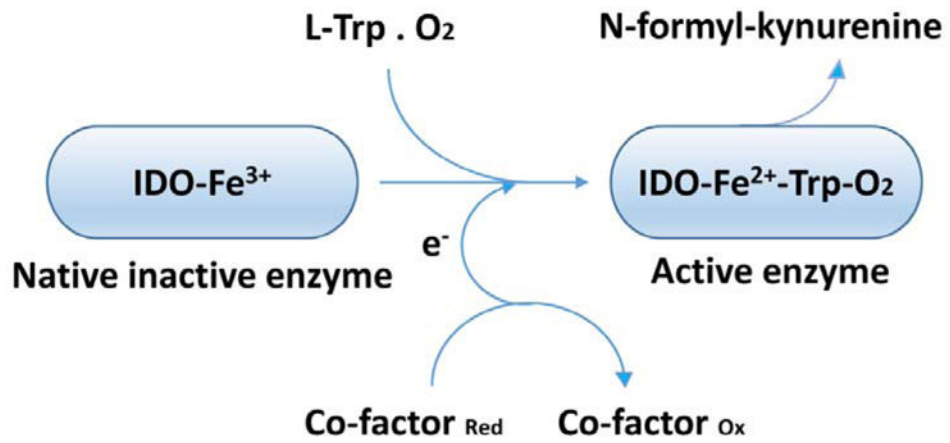 L-Trp . O₂
N-formyl-kynurenine
IDO-Fe³⁺
IDO-Fe²⁺-Trp-O₂
Native inactive enzyme
e⁻
Active enzyme
Co-factor Red
Co-factor Ox